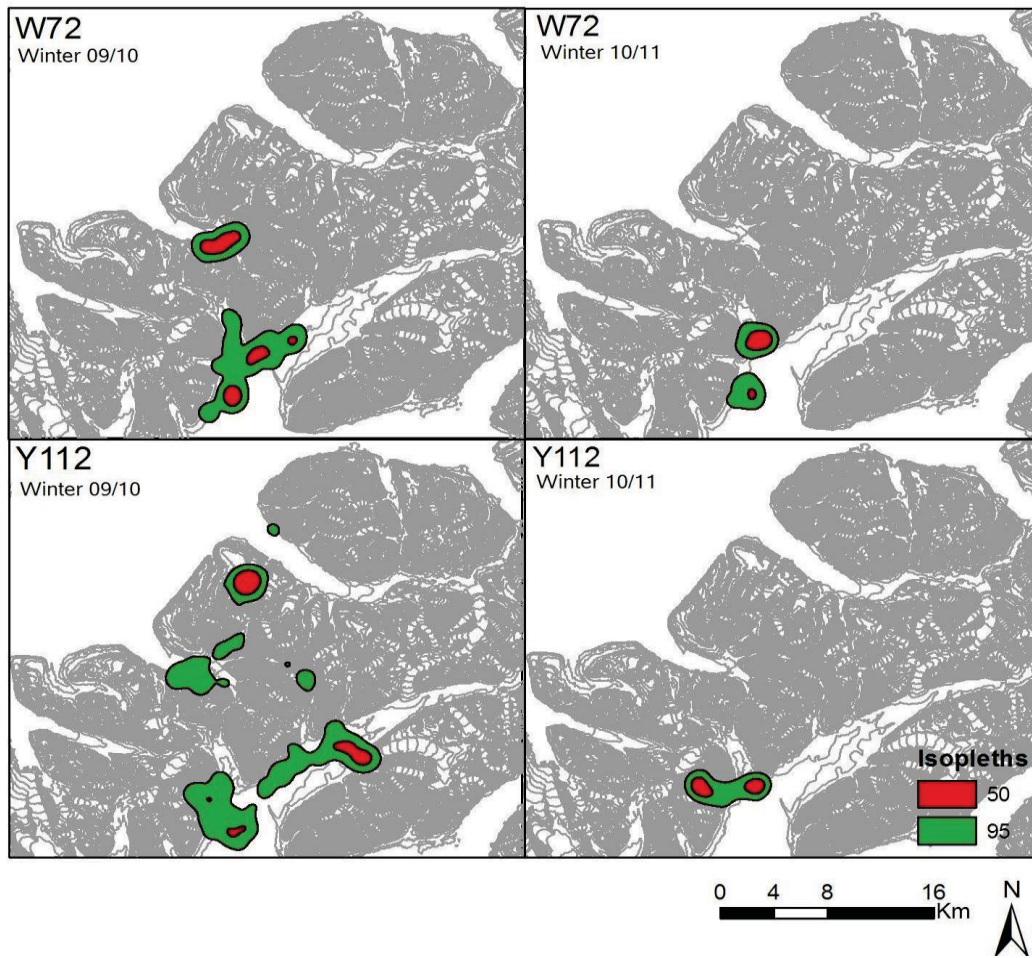 W72
Winter 09/10
W72
Winter 10/11
Y112
Winter 09/10
Y112
Winter 10/11
Isopleths
50
95
0 4 8 16
Km
N